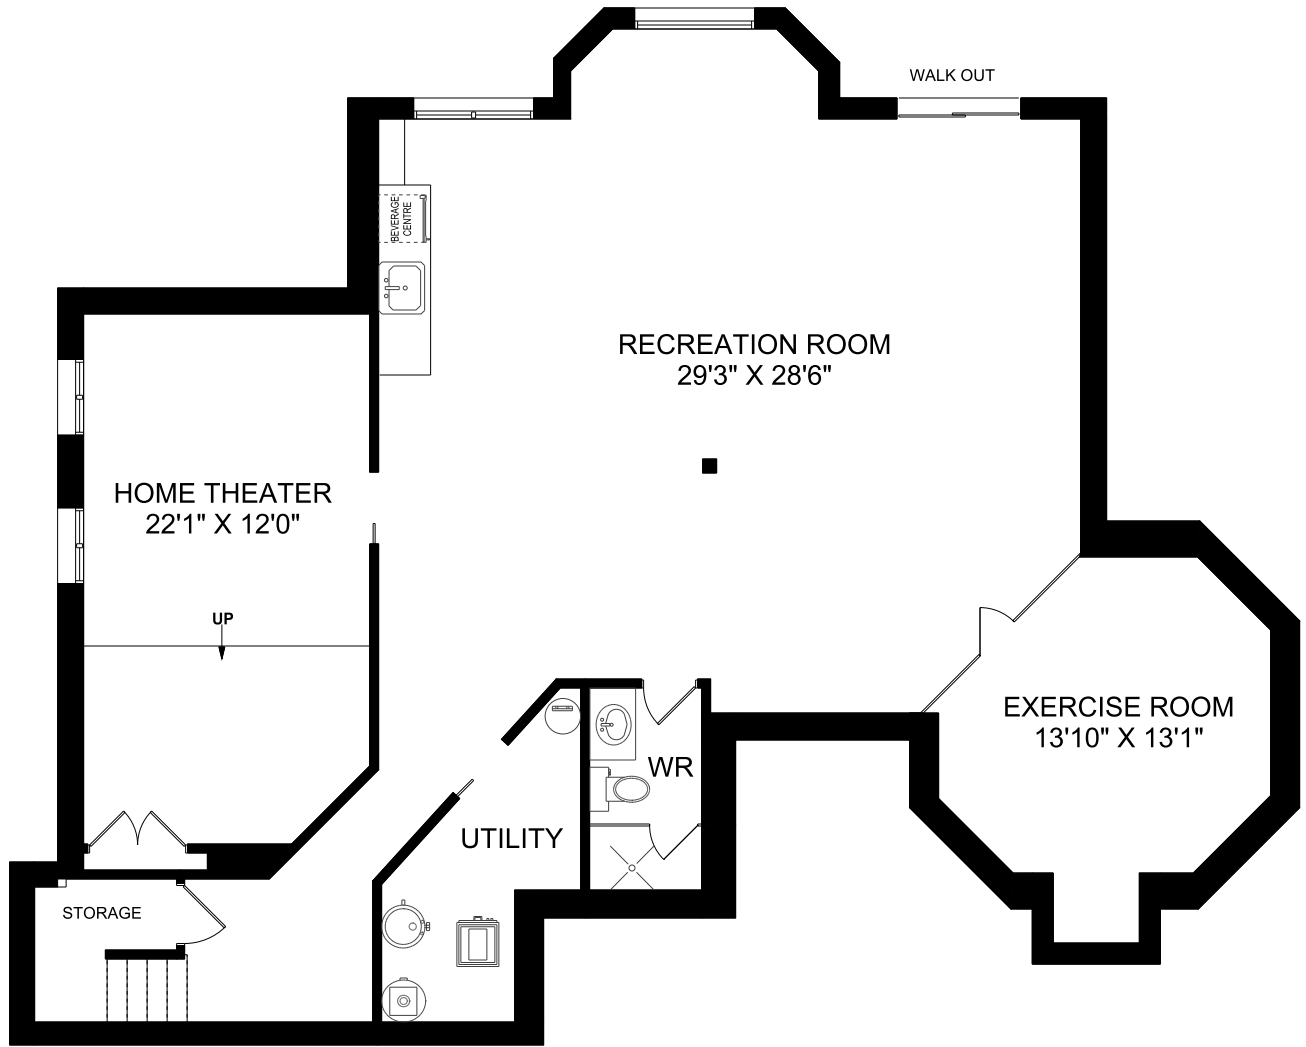 WALK OUT
BEVERAGE
CENTRE
RECREATION ROOM
29'3" X 28'6"
HOME THEATER
22'1" X 12'0"
UP
EXERCISE ROOM
13'10" X 13'1"
WR
UTILITY
STORAGE